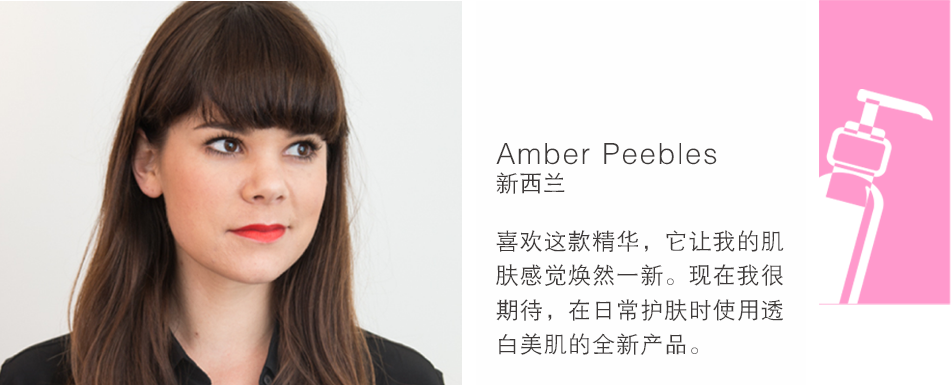 Amber Peebles
新西兰
喜欢这款精华，它让我的肌
肤感觉焕然一新。现在我很
期待，在日常护肤时使用透
白美肌的全新产品。